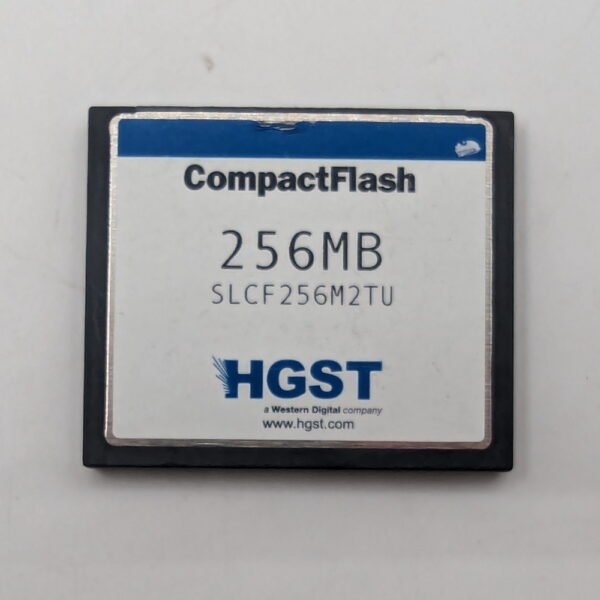 CompactFlash
256MB
SLCF256M2TU
HGST
a Western Digital company
www.hgst.com